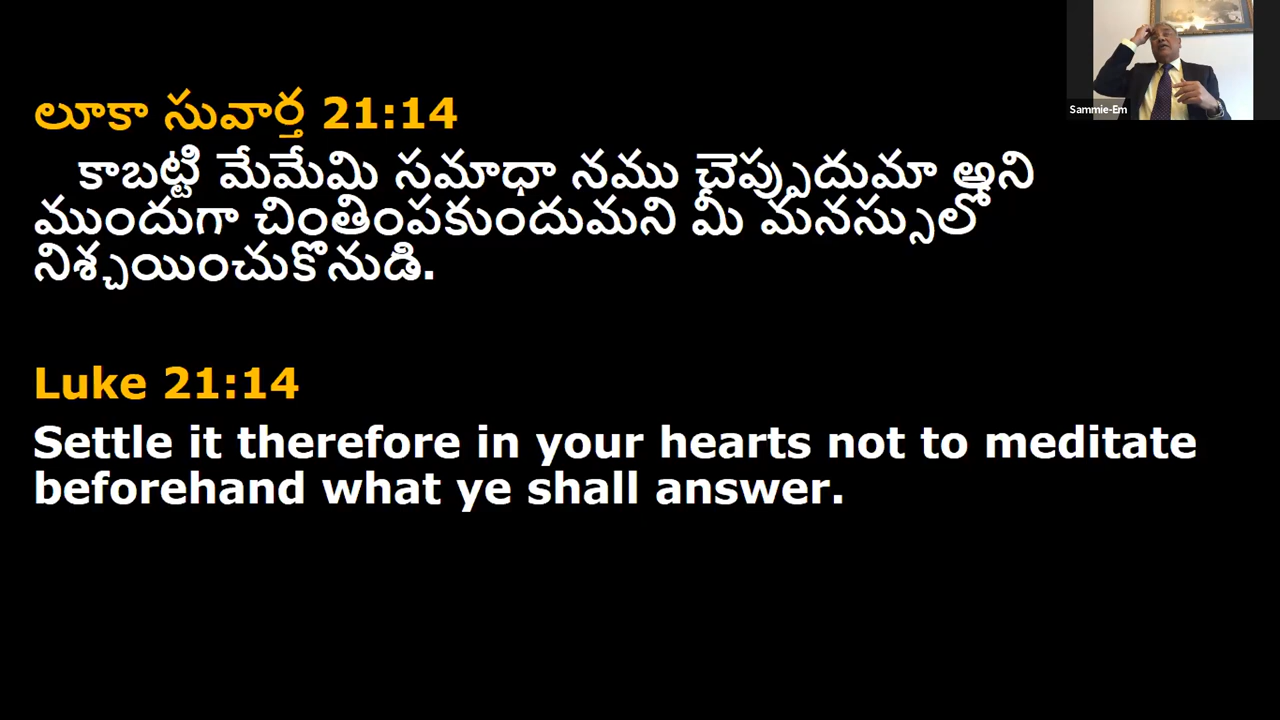 లూకా సువార్త 21:14
కాబట్టి మేమేమి సమాధా నము చెప్పుదుమా అని
ముందుగా చింతింపకుందుమని మీ మనస్సులో
నిశ్చయించుకొనుడి.
Luke 21:14
Settle it therefore in your hearts not to meditate
beforehand what ye shall answer.
Sammie-Em